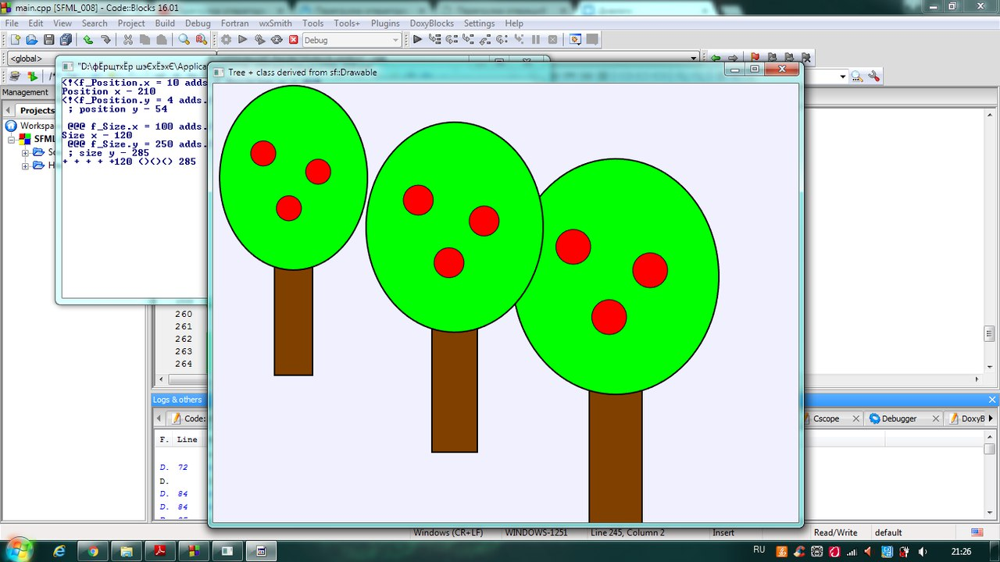 main.cpp [SFML_008] - Code::Blocks 16.01
File Edit View Search Project Build Debug Fortran wxSmith Tools Tools+ Plugins DoxyBlocks Settings Help
Debug
<global>
Tree + class derived from sf::Drawable
<!<f_Position.x = 10 adds.
Position x - 210
<!<f_Position.y = 4 adds.
; position y - 54
@@@ f_Size.x = 100 adds.
Size x - 120
@@@ f_Size.y = 250 adds.
; size y - 285
+ + + + +120 <><><> 285
Management
Projects
Workspa
SFML
260
261
262
263
264
Logs & others
Code:
Cscope
Debugger
DoxyB
F. Line
D. 72
D.
D. 84
D. 84
Windows (CR+LF) WINDOWS-1251 Line 245, Column 2 Insert Read/Write default
RU
21:26